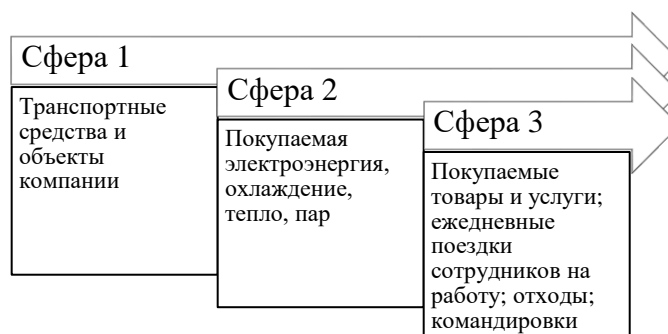 Сфера 1
Транспортные
средства и
объекты
компании
Сфера 2
Покупаемая
электроэнергия,
охлаждение,
тепло, пар
Сфера 3
Покупаемые
товары и услуги;
ежедневные
поездки
сотрудников на
работу; отходы;
командировки